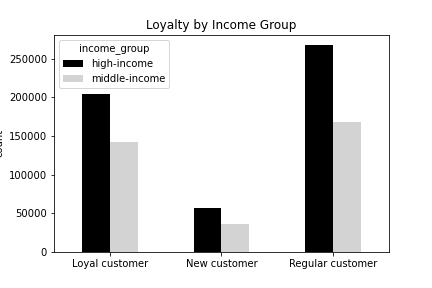 Loyalty by Income Group
income_group
high-income
middle-income
250000
200000
150000
100000
50000
0
Loyal customer
New customer
Regular customer